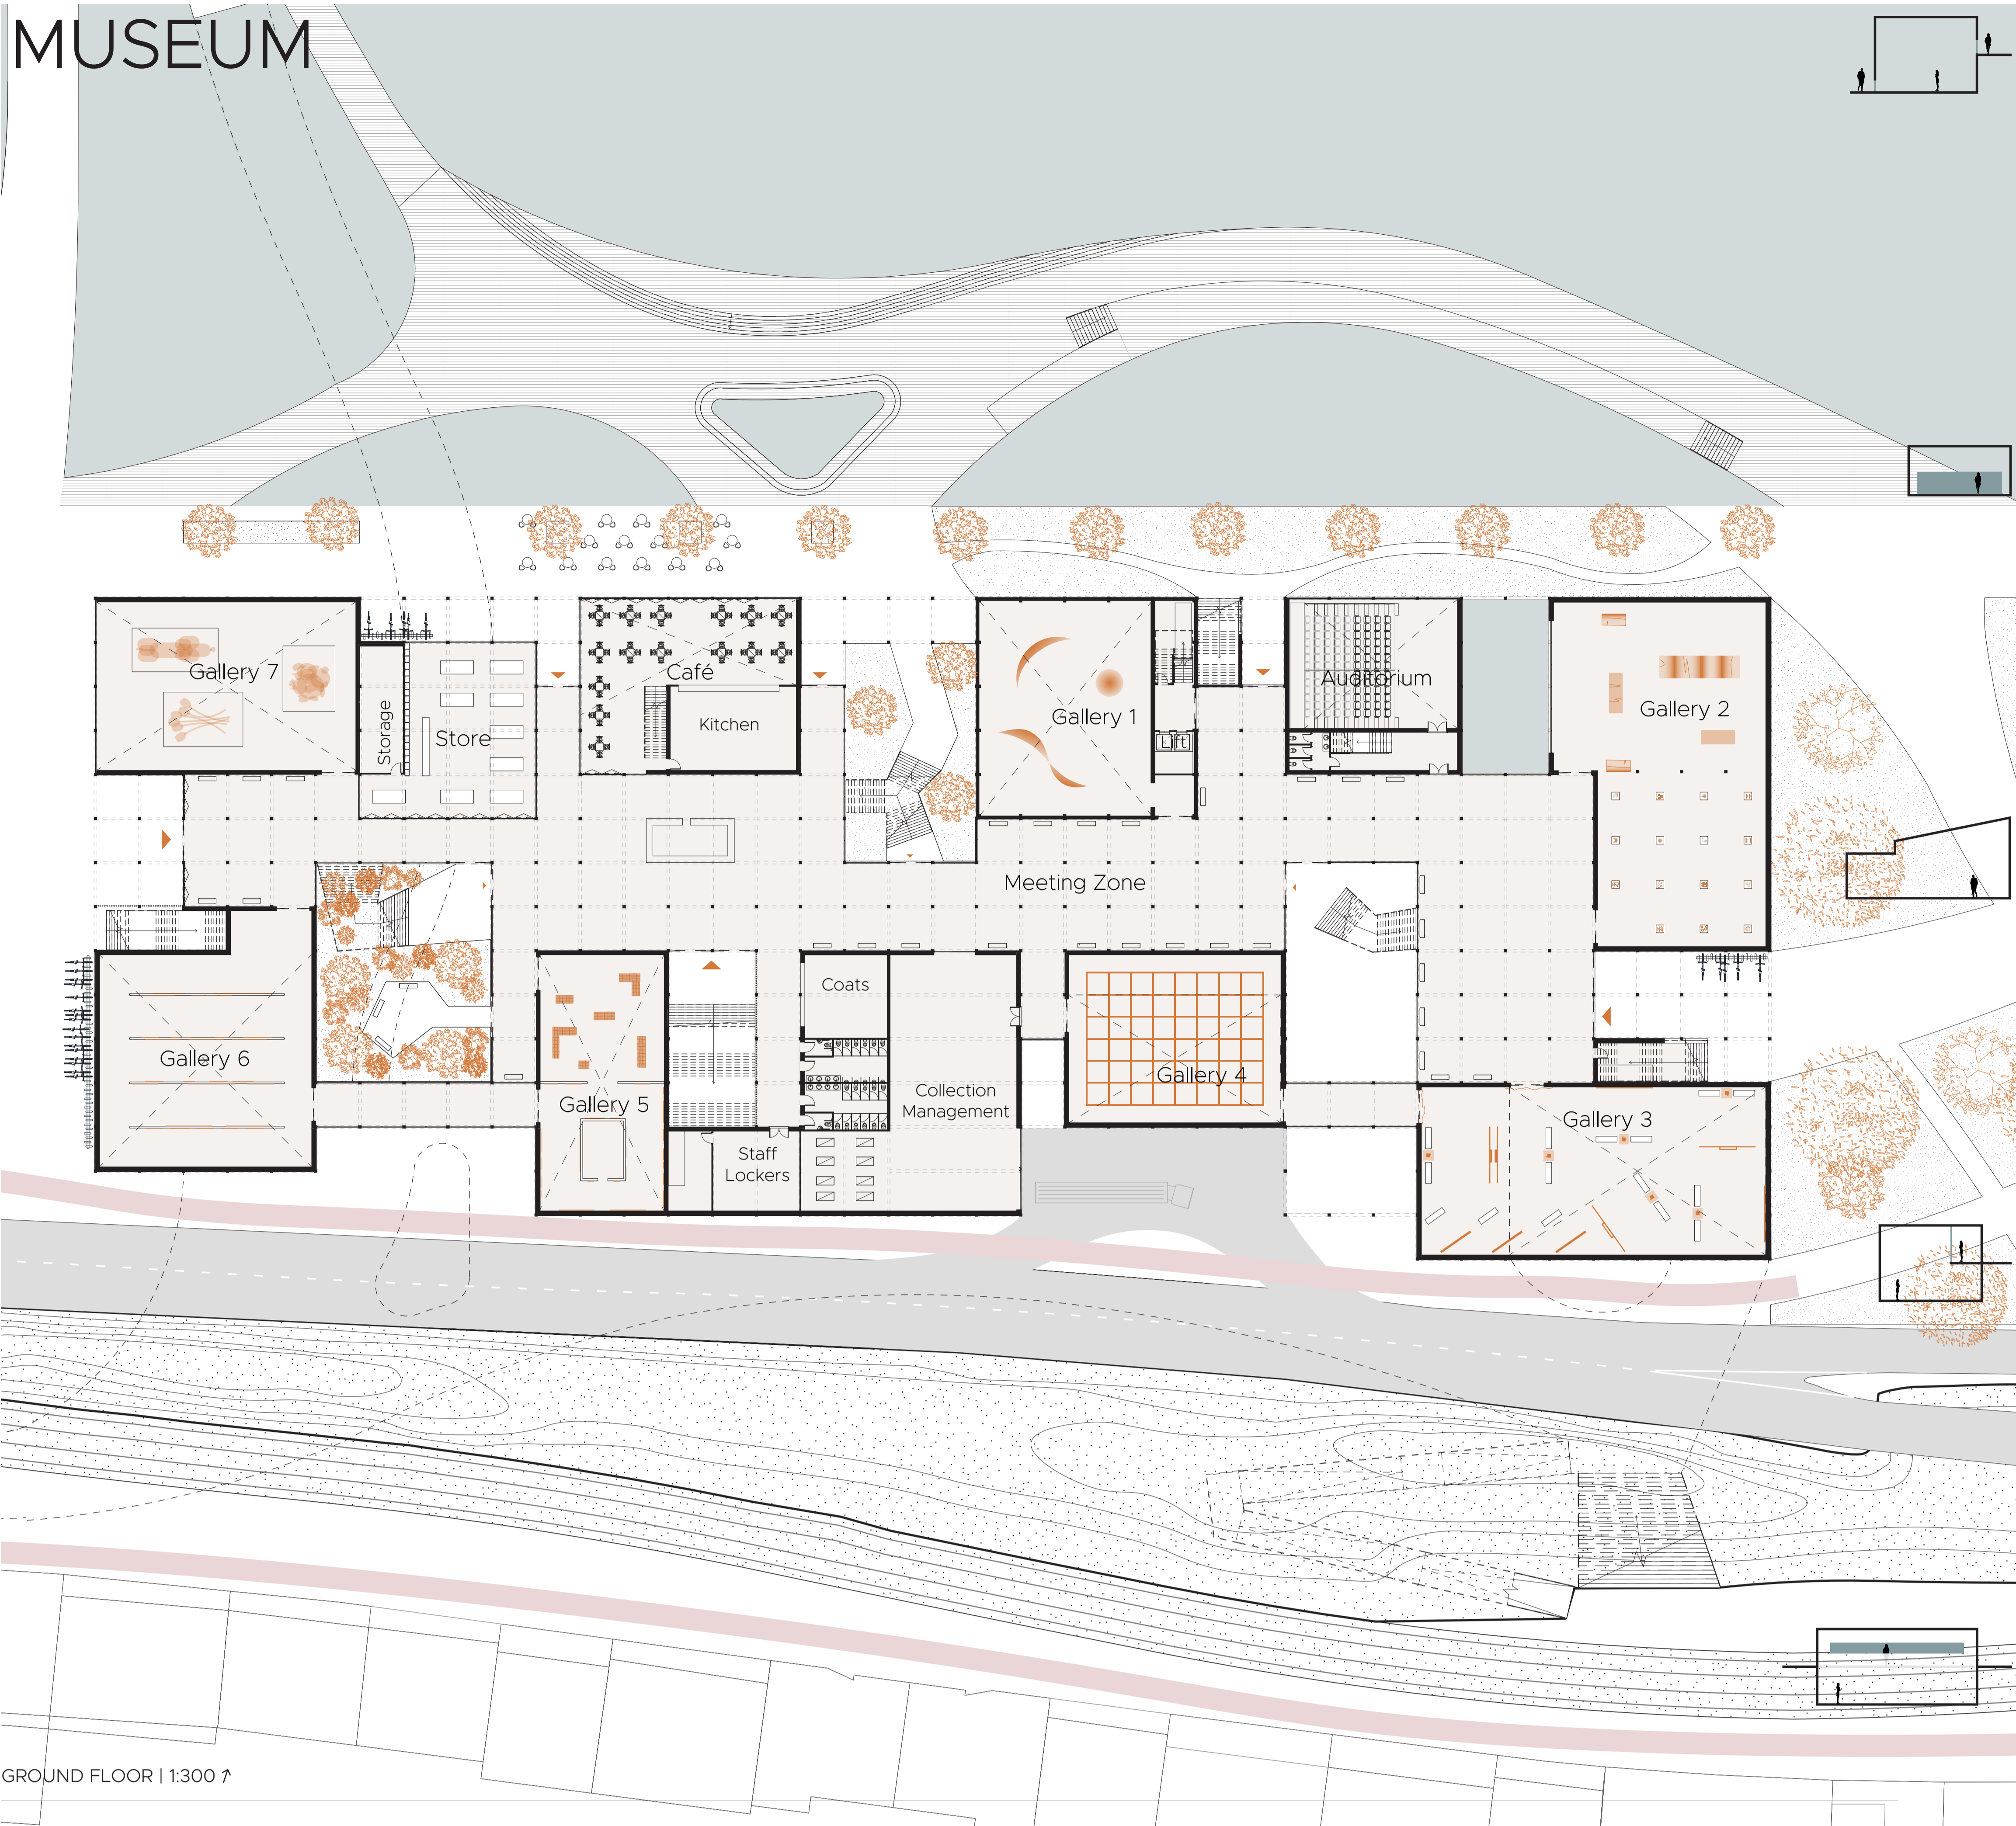 MUSEUM
Gallery 7
Storage
Store
Café
Kitchen
Gallery 1
Lift
Auditorium
Gallery 2
Meeting Zone
Coats
Gallery 6
Gallery 5
Collection
Management
Gallery 4
Gallery 3
Staff
Lockers
GROUND FLOOR | 1:300